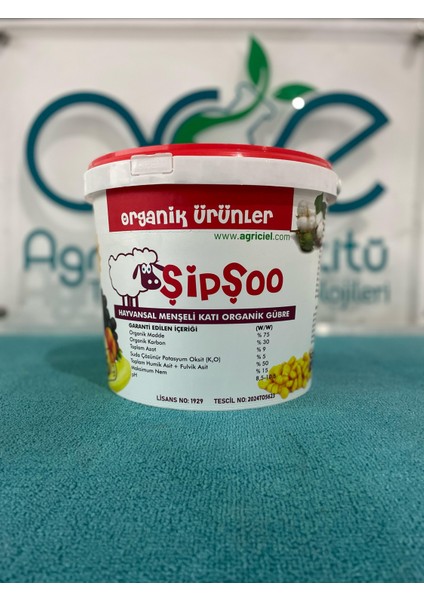 Organik Ürünler
www.agriciel.com
ŞipŞoo
HAYVANSAL MENŞELİ KATI ORGANİK GÜBRE
GARANTİ EDİLEN İÇERİĞİ (W/W)
Organik Madde % 75
Organik Karbon % 30
Toplam Azot % 9
Suda Çözünür Potasyum Oksit (K₂O) % 5
Toplam Humik Asit + Fulvik Asit % 50
Maksimum Nem % 15
pH
LİSANS NO: 1929 TESCİL NO: